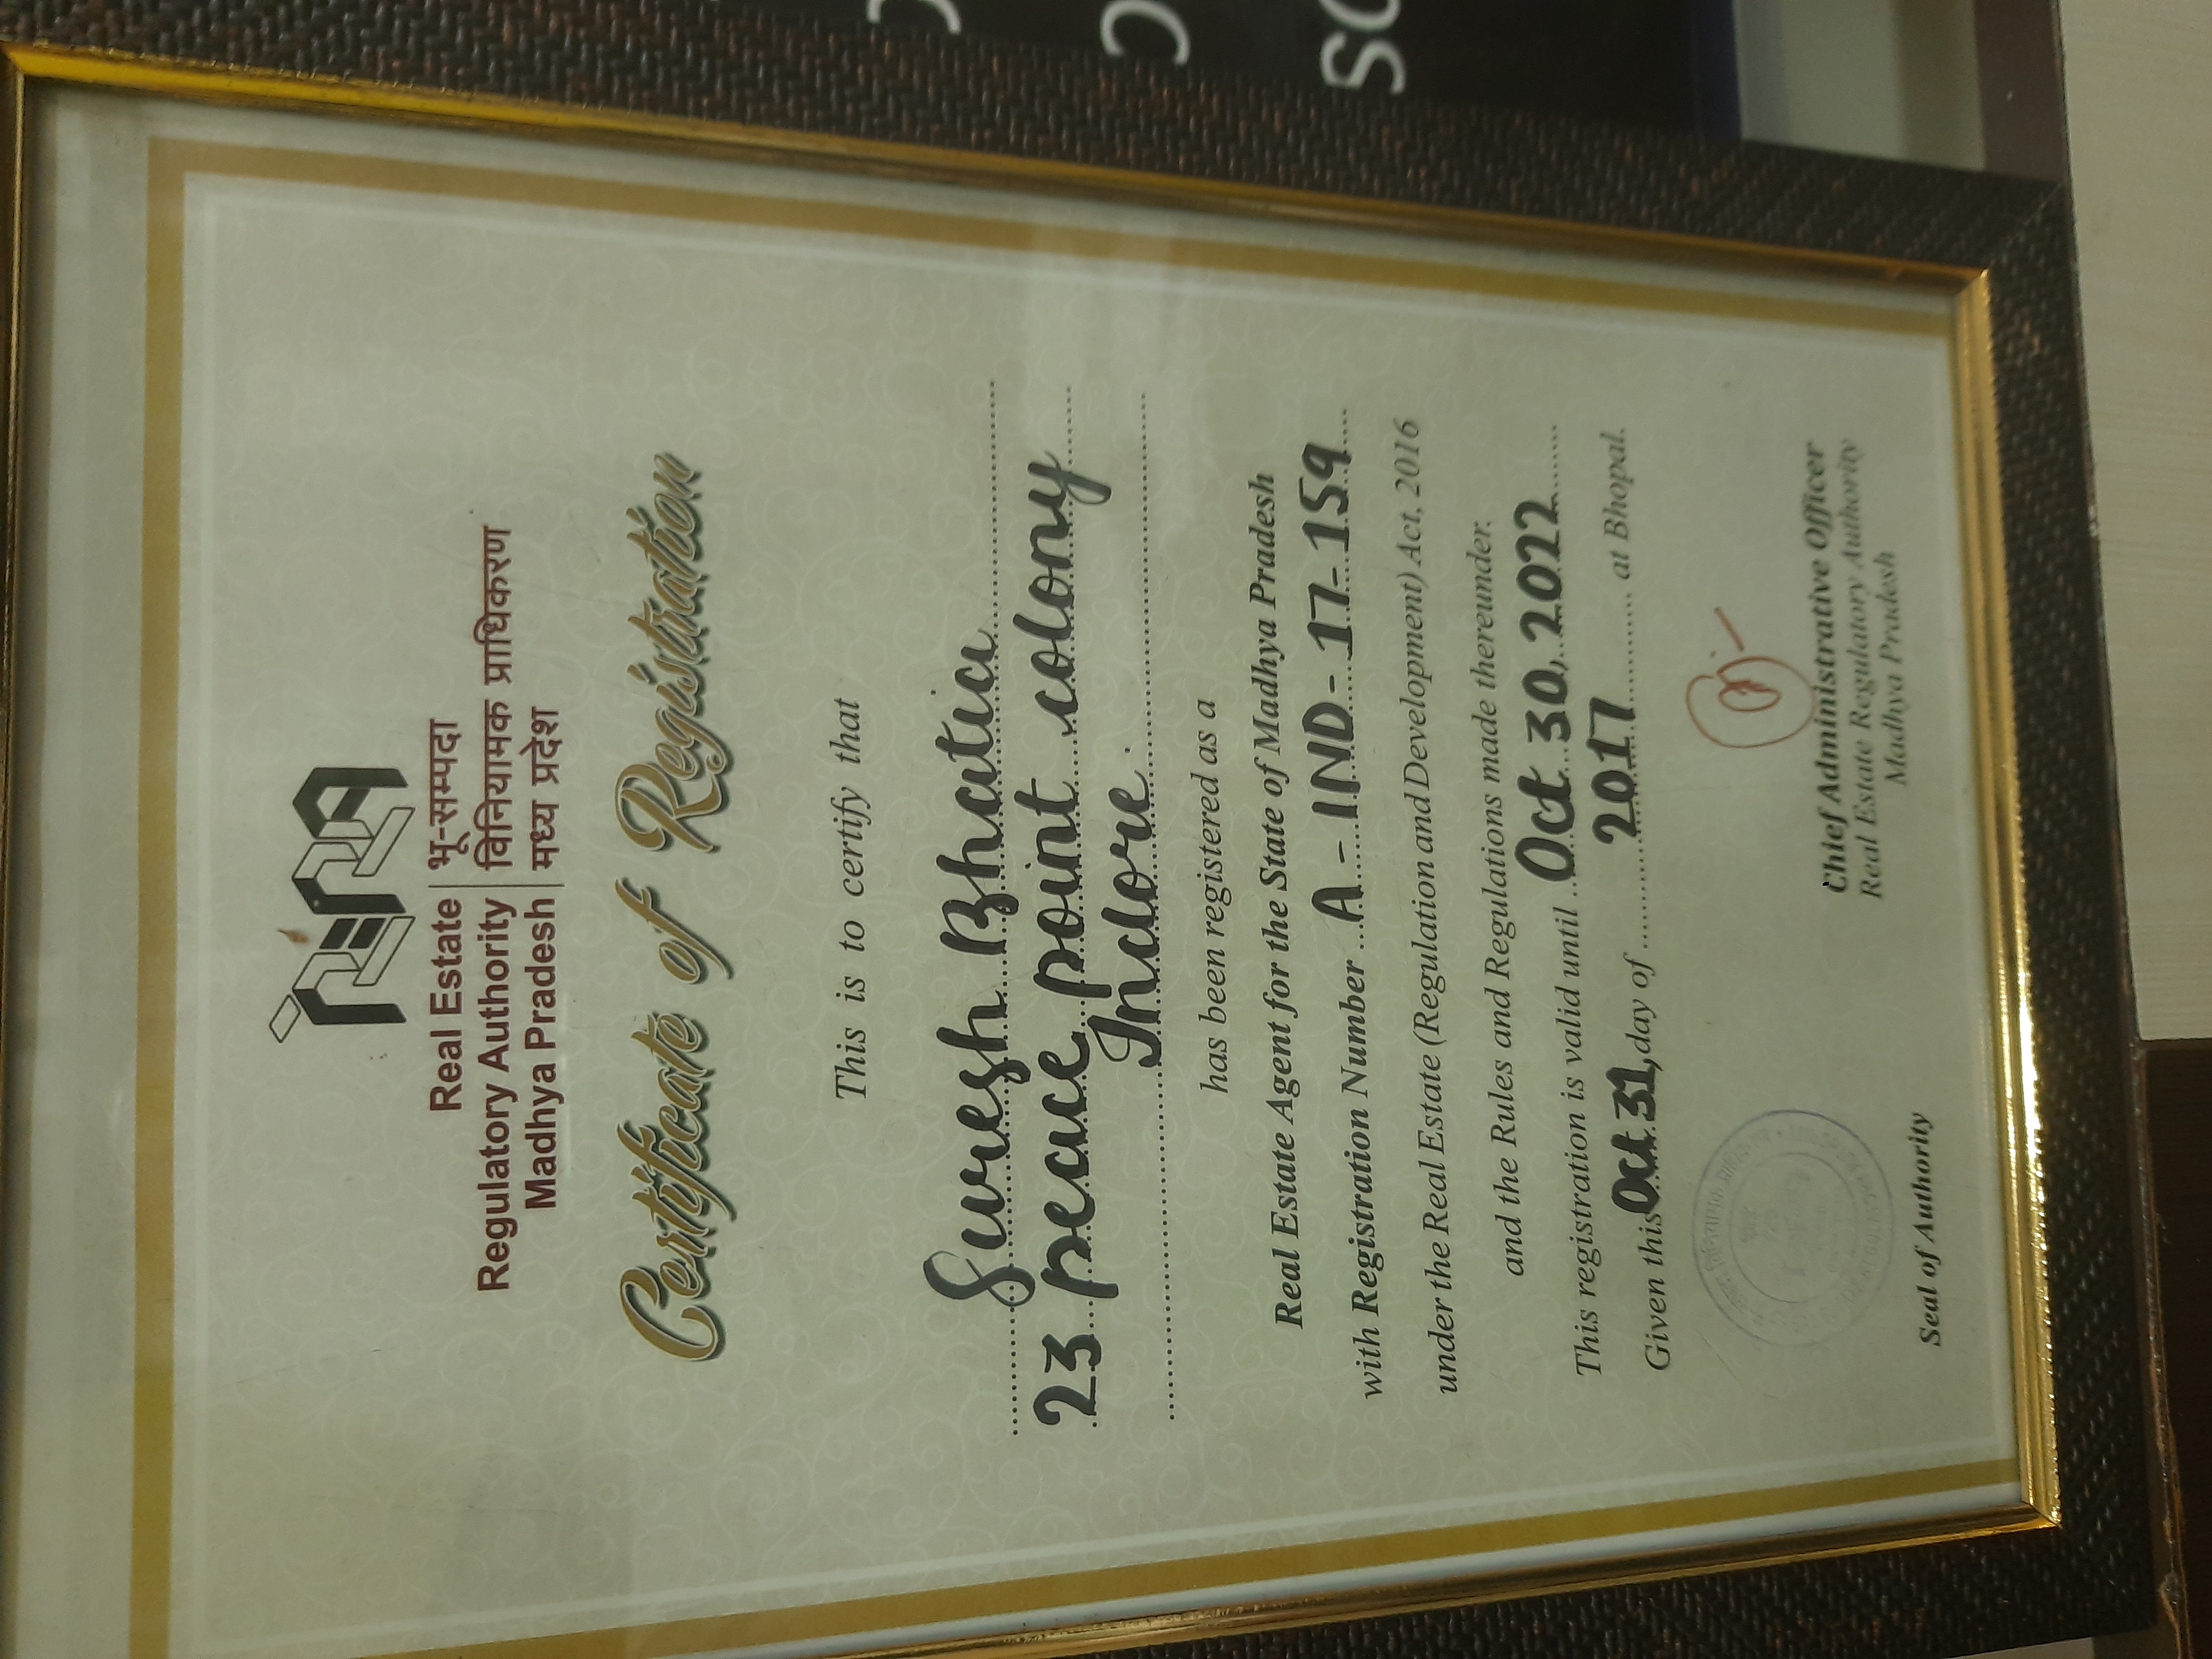 RERA
Real Estate भू-सम्पदा
Regulatory Authority विनियामक प्राधिकरण
Madhya Pradesh मध्य प्रदेश
Certificate of Registration
This is to certify that
Suresh Bhatia
23 peace point colony
Indore.
has been registered as a
Real Estate Agent for the State of Madhya Pradesh
with Registration Number A-IND-17-159
under the Real Estate (Regulation and Development) Act, 2016
and the Rules and Regulations made thereunder.
This registration is valid until Oct 30, 2022
Given this Oct 31, day of 2017 at Bhopal.
Chief Administrative Officer
Real Estate Regulatory Authority
Madhya Pradesh
Seal of Authority